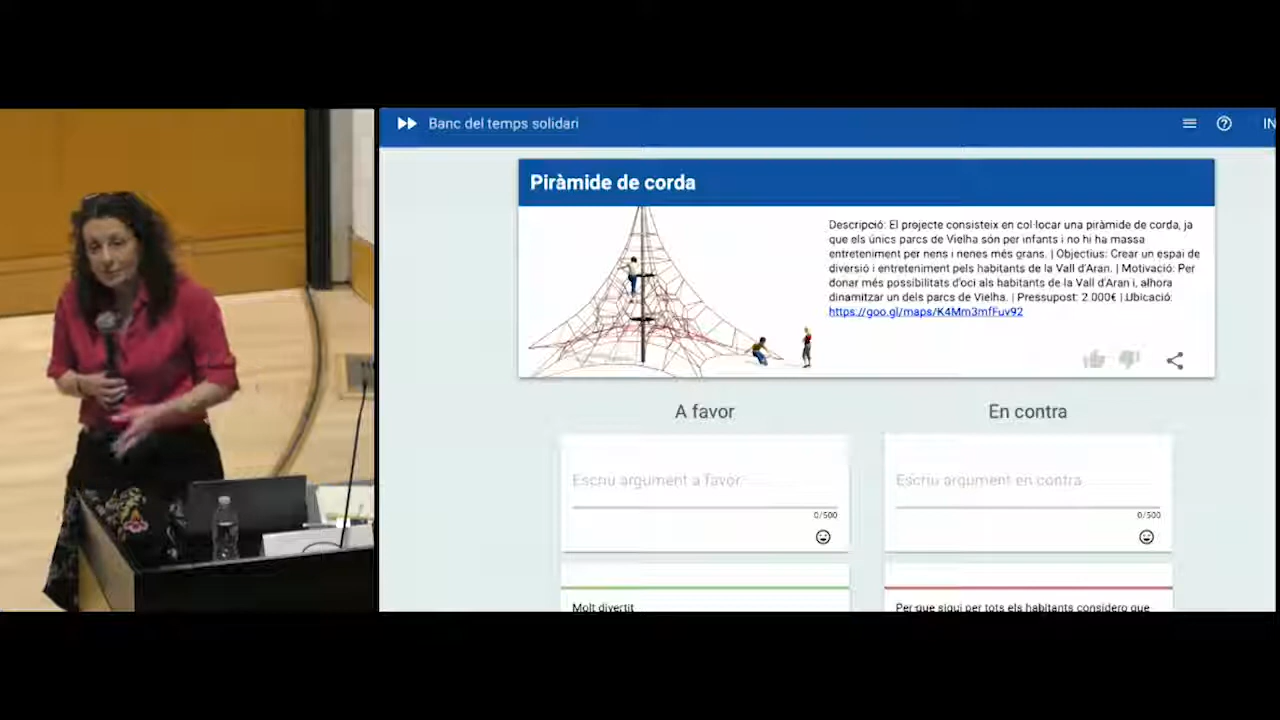 Banc del temps solidari
IN
Piràmide de corda
Descripció: El projecte consisteix en col·locar una piràmide de corda, ja
que els únics parcs de Vielha són per infants i no hi ha massa
entreteniment per nens i nenes més grans. | Objectius: Crear un espai de
diversió i entreteniment pels habitants de la Vall d'Aran. | Motivació: Per
donar més possibilitats d'oci als habitants de la Vall d'Aran i, alhora
dinamitzar un dels parcs de Vielha. | Pressupost: 2.000€ | Ubicació:
https://goo.gl/maps/K4Mm3mfFuv92
A favor
En contra
Escriu argument a favor
Escriu argument en contra
0/500
0/500
Molt divertit
Per que sigui per tots els habitants considero que